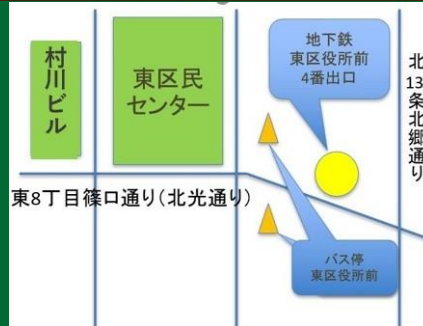 村川ビル
東区民
センター
地下鉄
東区役所前
4番出口
北13条北郷通り
東8丁目篠口通り(北光通り)
バス停
東区役所前